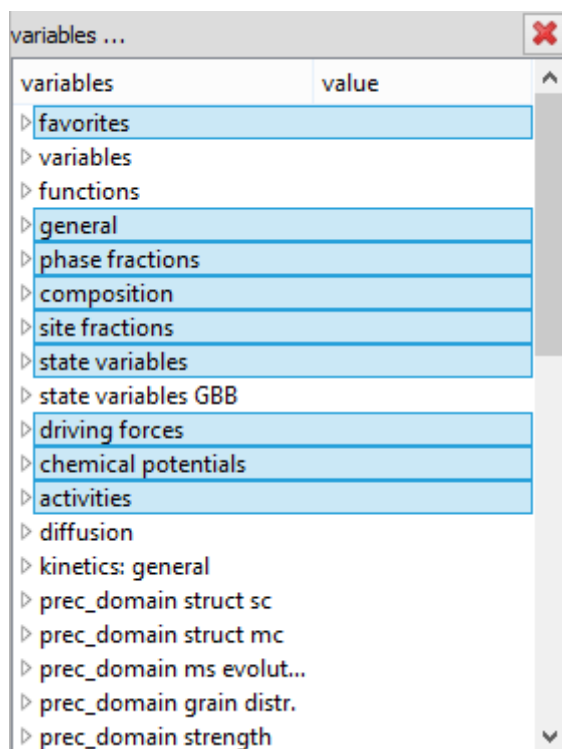 variables ...
variables value
favorites
variables
functions
general
phase fractions
composition
site fractions
state variables
state variables GBB
driving forces
chemical potentials
activities
diffusion
kinetics: general
prec_domain struct sc
prec_domain struct mc
prec_domain ms evolut...
prec_domain grain distr.
prec_domain strength